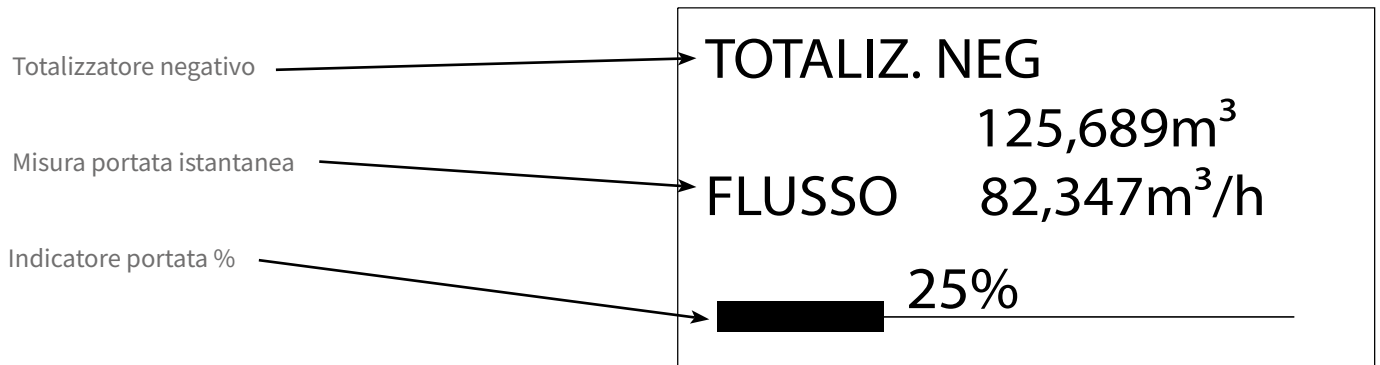 Totalizzatore negativo
TOTALIZ. NEG
125,689m³
Misura portata istantanea
FLUSSO 82,347m³/h
Indicatore portata %
25%